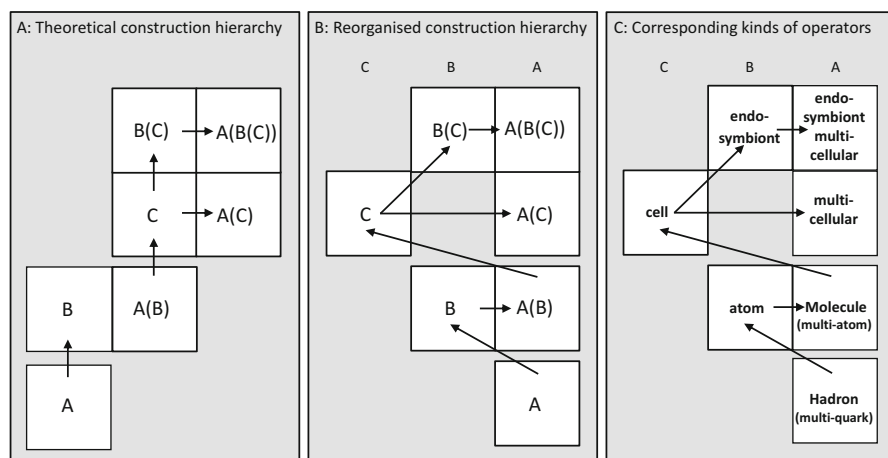 A: Theoretical construction hierarchy
B(C)
A(B(C))
C
A(C)
B
A(B)
A
B: Reorganised construction hierarchy
C
B
A
B(C)
A(B(C))
C
A(C)
B
A(B)
A
C: Corresponding kinds of operators
C
B
A
endo-
symbiont
endo-
symbiont
multi-
cellular
cell
multi-
cellular
atom
Molecule
(multi-atom)
Hadron
(multi-quark)